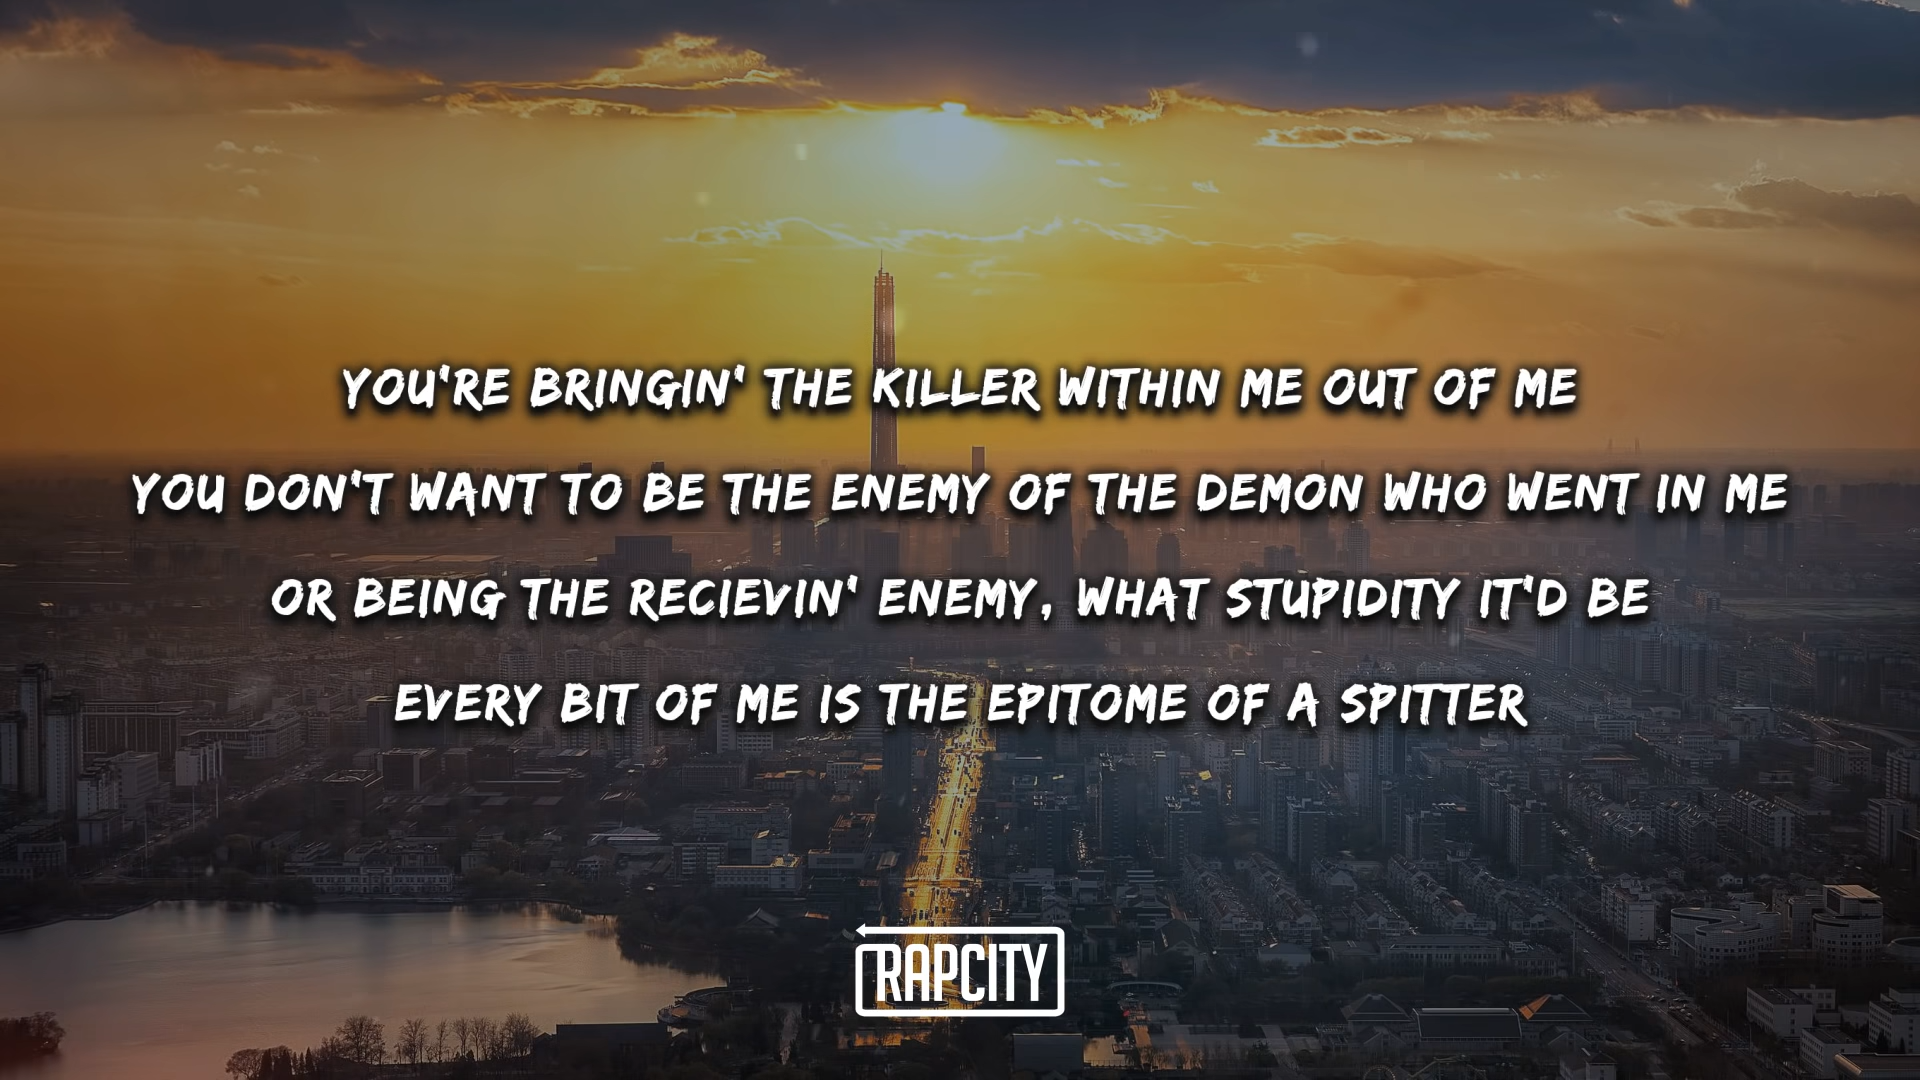 YOU'RE BRINGIN' THE KILLER WITHIN ME OUT OF ME
YOU DON'T WANT TO BE THE ENEMY OF THE DEMON WHO WENT IN ME
OR BEING THE RECIEVIN' ENEMY, WHAT STUPIDITY IT'D BE
EVERY BIT OF ME IS THE EPITOME OF A SPITTER
RAPCITY